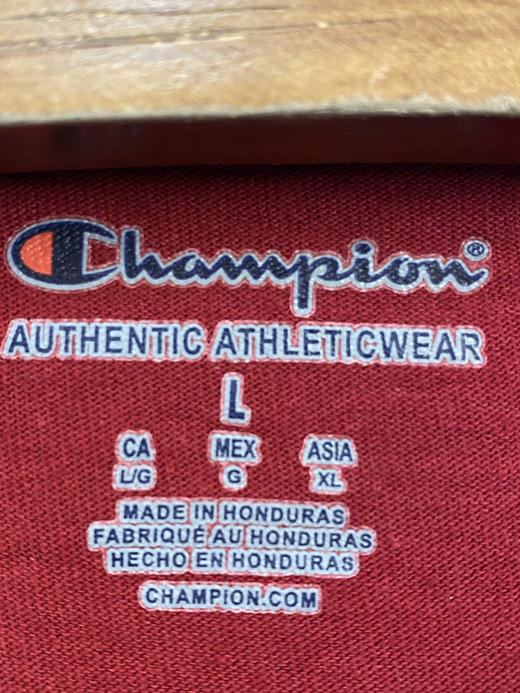 Champion®
AUTHENTIC ATHLETICWEAR
L
CA MEX ASIA
L/G G XL
MADE IN HONDURAS
FABRIQUÉ AU HONDURAS
HECHO EN HONDURAS
CHAMPION.COM